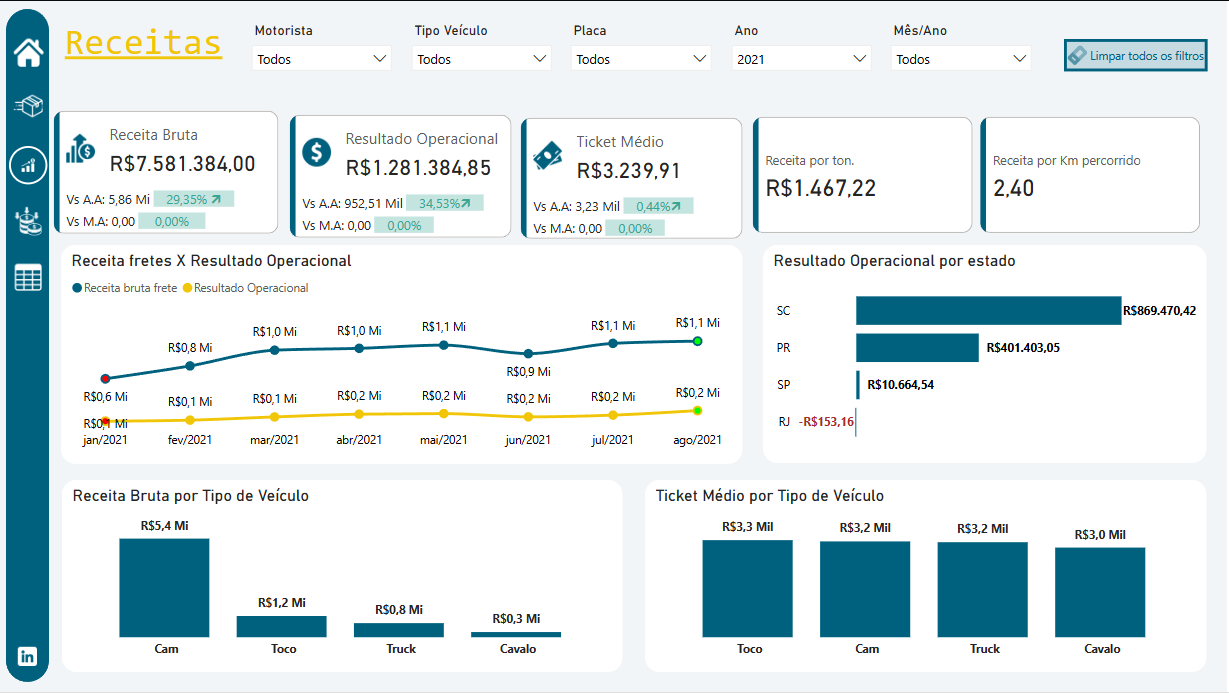 Receitas
Motorista
Todos
Tipo Veículo
Todos
Placa
Todos
Ano
2021
Mês/Ano
Todos
Limpar todos os filtros
Receita Bruta
R$7.581.384,00
Vs A.A: 5,86 Mi 29,35%
Vs M.A: 0,00 0,00%
Resultado Operacional
R$1.281.384,85
Vs A.A: 952,51 Mil 34,53%
Vs M.A: 0,00 0,00%
Ticket Médio
R$3.239,91
Vs A.A: 3,23 Mil 0,44%
Vs M.A: 0,00 0,00%
Receita por ton.
R$1.467,22
Receita por Km percorrido
2,40
Receita fretes X Resultado Operacional
Receita bruta frete Resultado Operacional
R$0,6 Mi
R$0,8 Mi
R$1,0 Mi
R$1,0 Mi
R$1,1 Mi
R$0,9 Mi
R$1,1 Mi
R$1,1 Mi
R$0,1 Mi
R$0,1 Mi
R$0,1 Mi
R$0,2 Mi
R$0,2 Mi
R$0,2 Mi
R$0,2 Mi
R$0,2 Mi
jan/2021 fev/2021 mar/2021 abr/2021 mai/2021 jun/2021 jul/2021 ago/2021
Resultado Operacional por estado
SC R$869.470,42
PR R$401.403,05
SP R$10.664,54
RJ -R$153,16
Receita Bruta por Tipo de Veículo
R$5,4 Mi
R$1,2 Mi
R$0,8 Mi
R$0,3 Mi
Cam Toco Truck Cavalo
Ticket Médio por Tipo de Veículo
R$3,3 Mil
R$3,2 Mil
R$3,2 Mil
R$3,0 Mil
Toco Cam Truck Cavalo
in